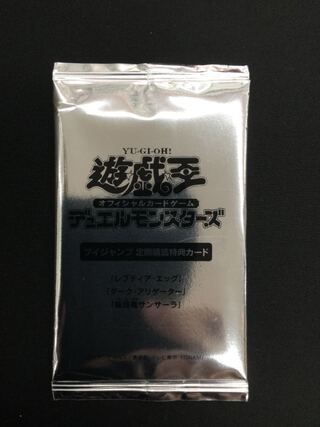 YU-GI-OH!
遊戯王
オフィシャルカードゲーム
デュエルモンスターズ
ブイジャンプ 定期購読特典カード
「レプティア・エッグ」
「ダーク・アリゲーター」
「輪廻竜サンサーラ」